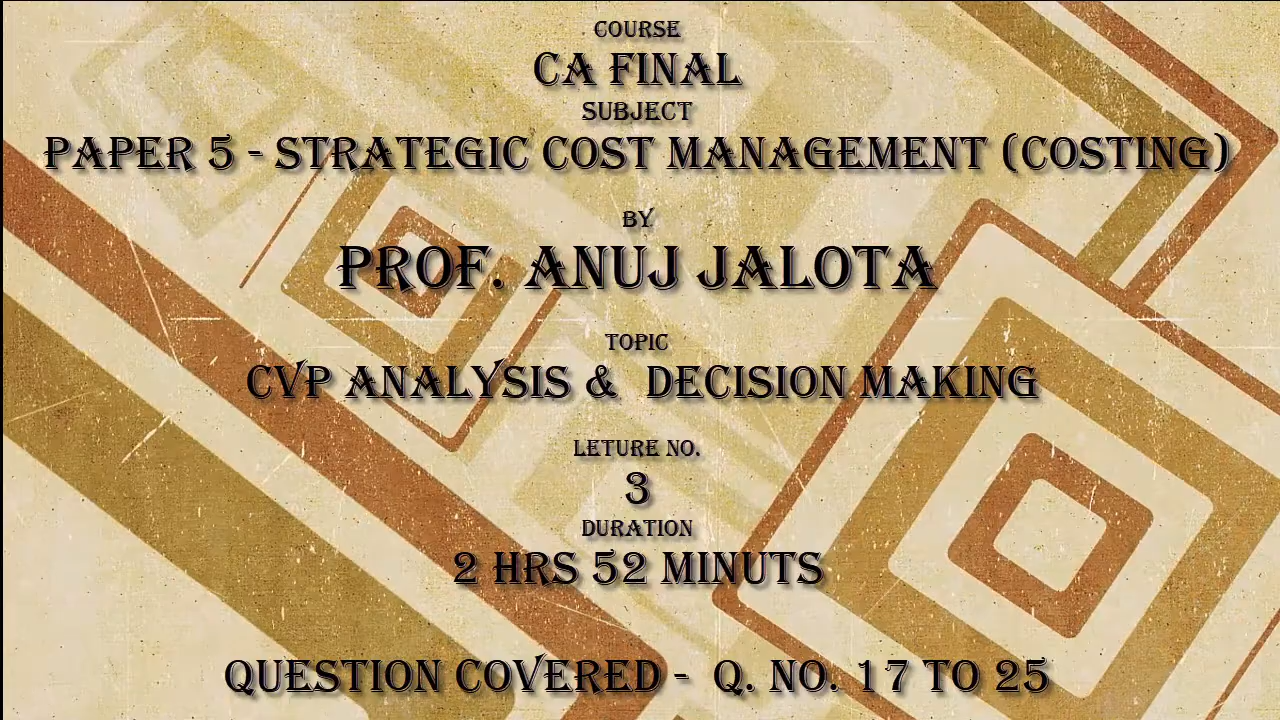 COURSE
CA FINAL
SUBJECT
PAPER 5 - STRATEGIC COST MANAGEMENT (COSTING)
BY
PROF. ANUJ JALOTA
TOPIC
CVP ANALYSIS & DECISION MAKING
LETURE NO.
3
DURATION
2 HRS 52 MINUTS
QUESTION COVERED - Q. NO. 17 TO 25